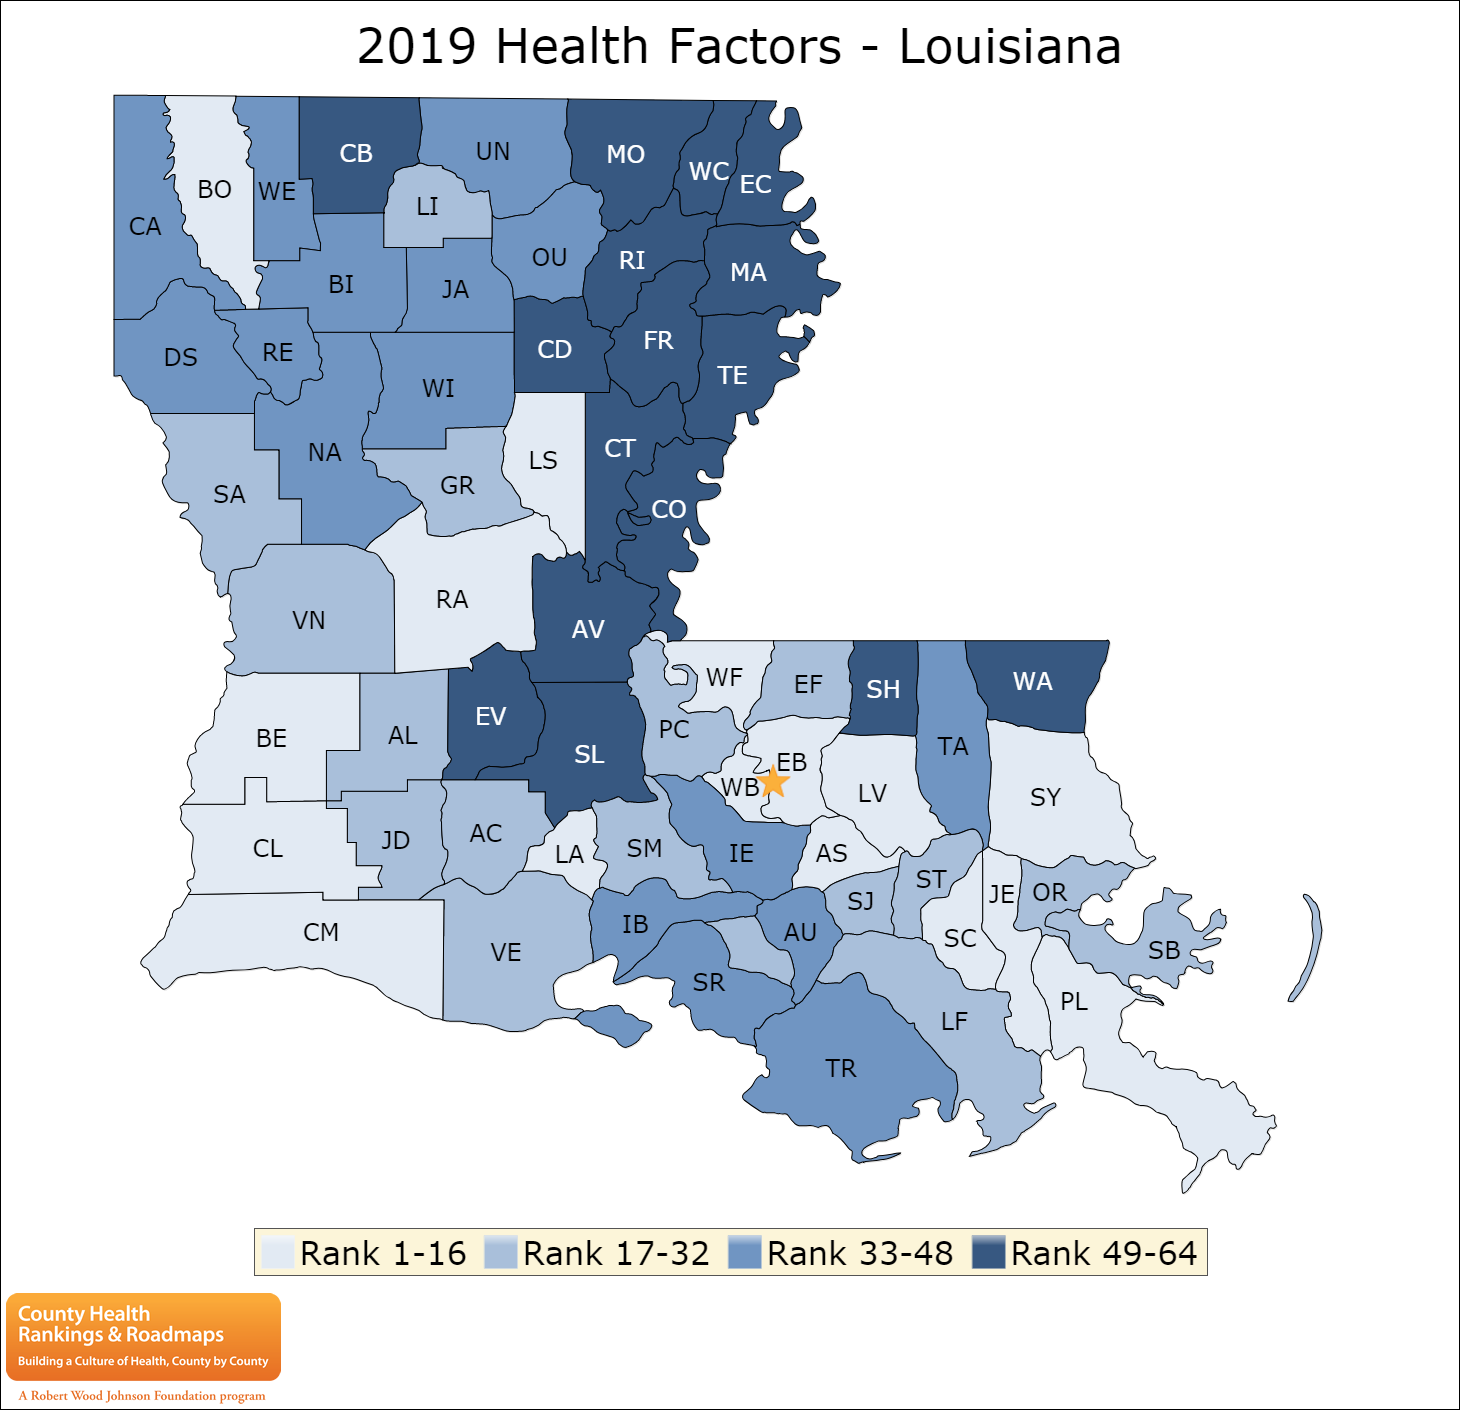 2019 Health Factors - Louisiana
CB
UN
MO
WC
EC
BO
WE
LI
CA
OU
RI
MA
BI
JA
DS
RE
CD
FR
TE
WI
NA
LS
CT
SA
GR
CO
VN
RA
AV
WF
EF
SH
WA
BE
AL
EV
SL
PC
EB
TA
WB
LV
SY
CL
JD
AC
LA
SM
IE
AS
ST
JE
OR
SJ
CM
IB
AU
SC
VE
SB
SR
PL
LF
TR
Rank 1-16 Rank 17-32 Rank 33-48 Rank 49-64
County Health
Rankings & Roadmaps
Building a Culture of Health, County by County
A Robert Wood Johnson Foundation program